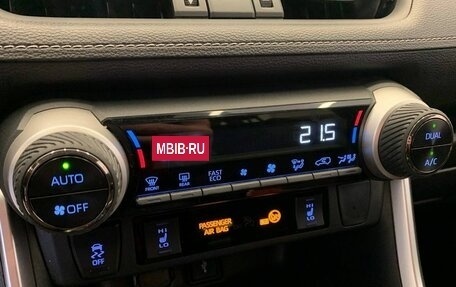 MBIB-RU
21.5
AUTO
OFF
FRONT
REAR
FAST
ECO
DUAL
A/C
OFF
HI
LO
PASSENGER
AIR BAG
HI
LO